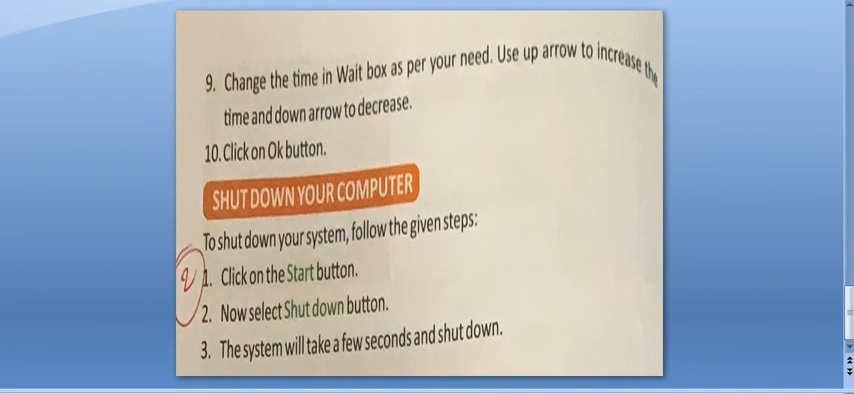 9. Change the time in Wait box as per your need. Use up arrow to increase the
time and down arrow to decrease.
10. Click on Ok button.
SHUT DOWN YOUR COMPUTER
To shut down your system, follow the given steps:
2
1. Click on the Start button.
2. Now select Shut down button.
3. The system will take a few seconds and shut down.